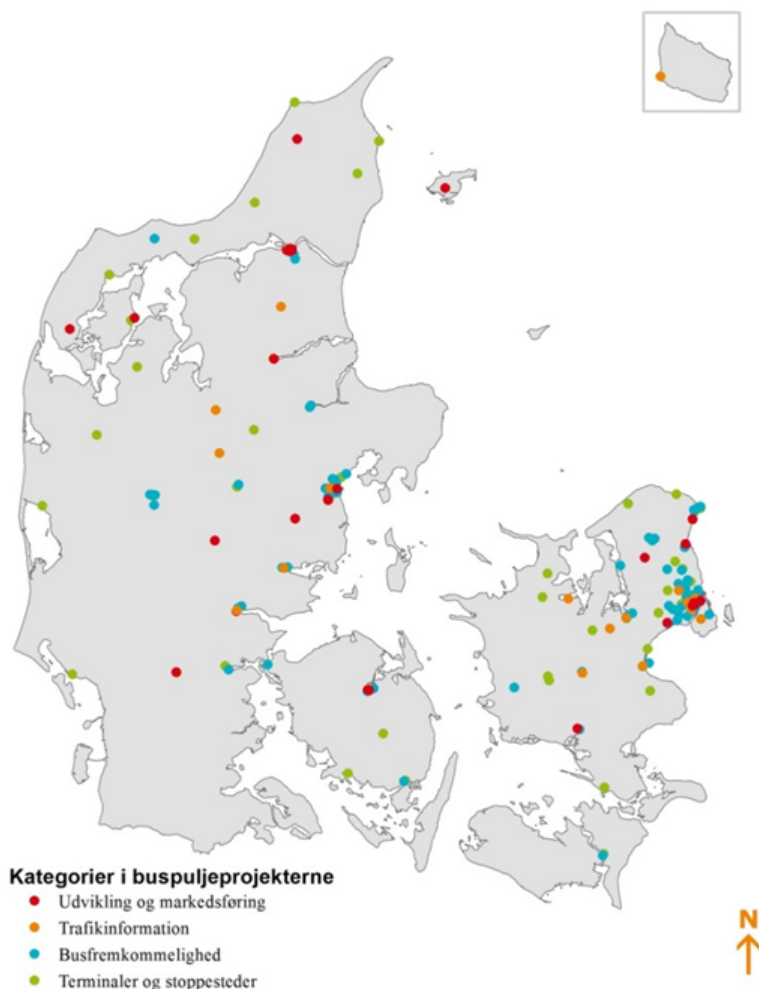 Kategorier i buspuljeprojekterne
Udvikling og markedsføring
Trafikinformation
Busfremkommelighed
Terminaler og stoppesteder
N